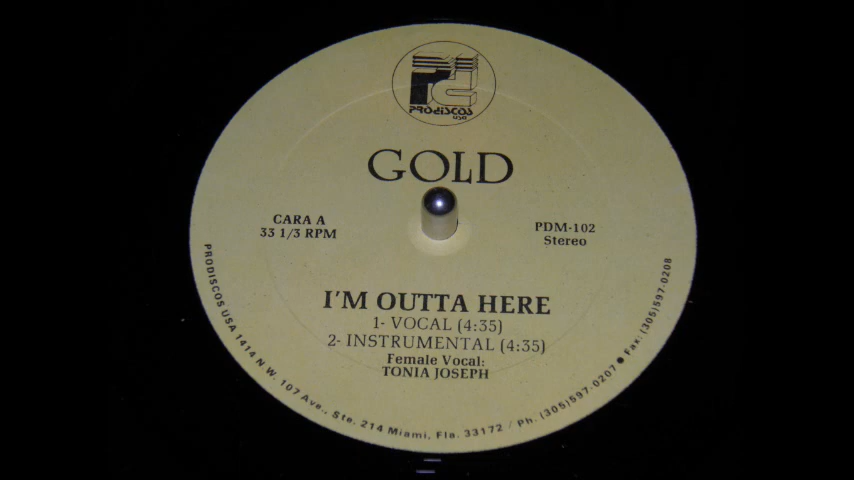 PRODISCOS
USA
GOLD
CARA A
33 1/3 RPM
PDM-102
Stereo
I'M OUTTA HERE
1- VOCAL (4:35)
2- INSTRUMENTAL (4:35)
Female Vocal:
TONIA JOSEPH
PRODISCOS USA 1414 N.W. 107 Ave., Ste. 214 Miami, Fla. 33172 / Ph. (305)597-0207 ● Fax: (305)597-0208